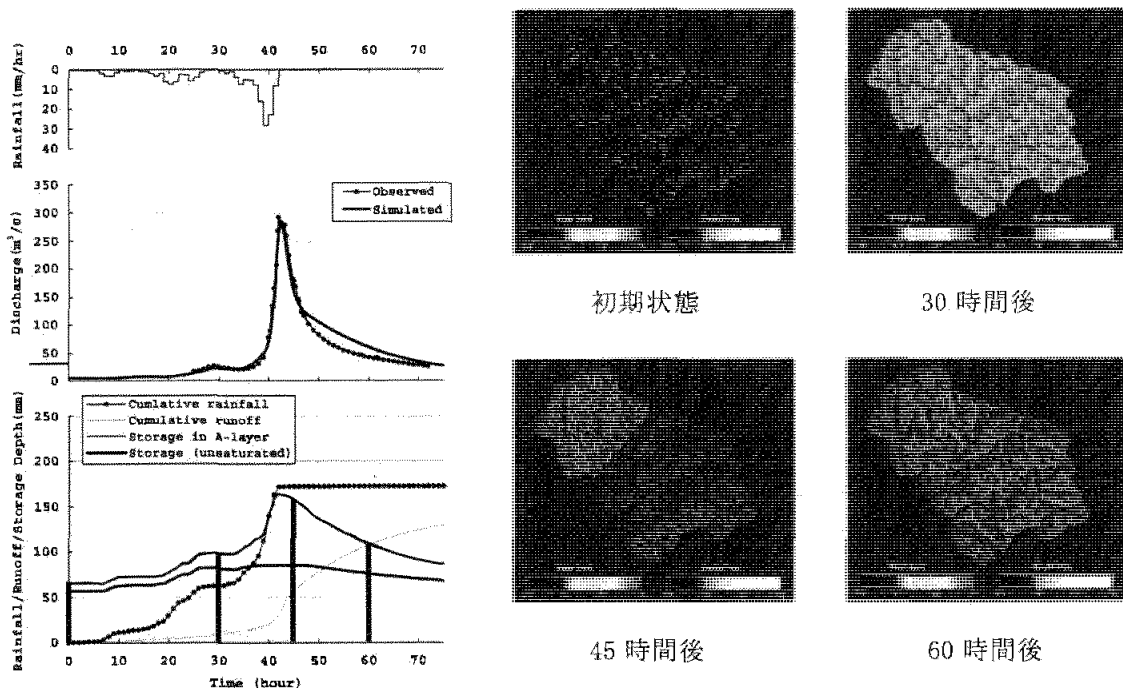 0 10 20 30 40 50 60 70
Rainfall(mm/hr)
0
10
20
30
40
Discharge(m³/s)
350
300
250
200
150
100
50
0
Observed
Simulated
Rainfall/Runoff/Storage Depth(mm)
250
200
150
100
50
0
Cumlative rainfall
Cumulative runoff
Storage in A-layer
Storage (unsaturated)
0 10 20 30 40 50 60 70
Time (hour)
初期状態
30 時間後
45 時間後
60 時間後